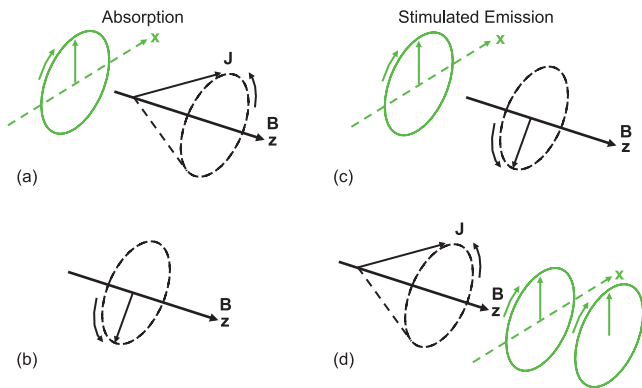 Absorption
Stimulated Emission
x
J
B
z
(a)
x
B
z
(c)
B
z
(b)
J
B
z
x
(d)